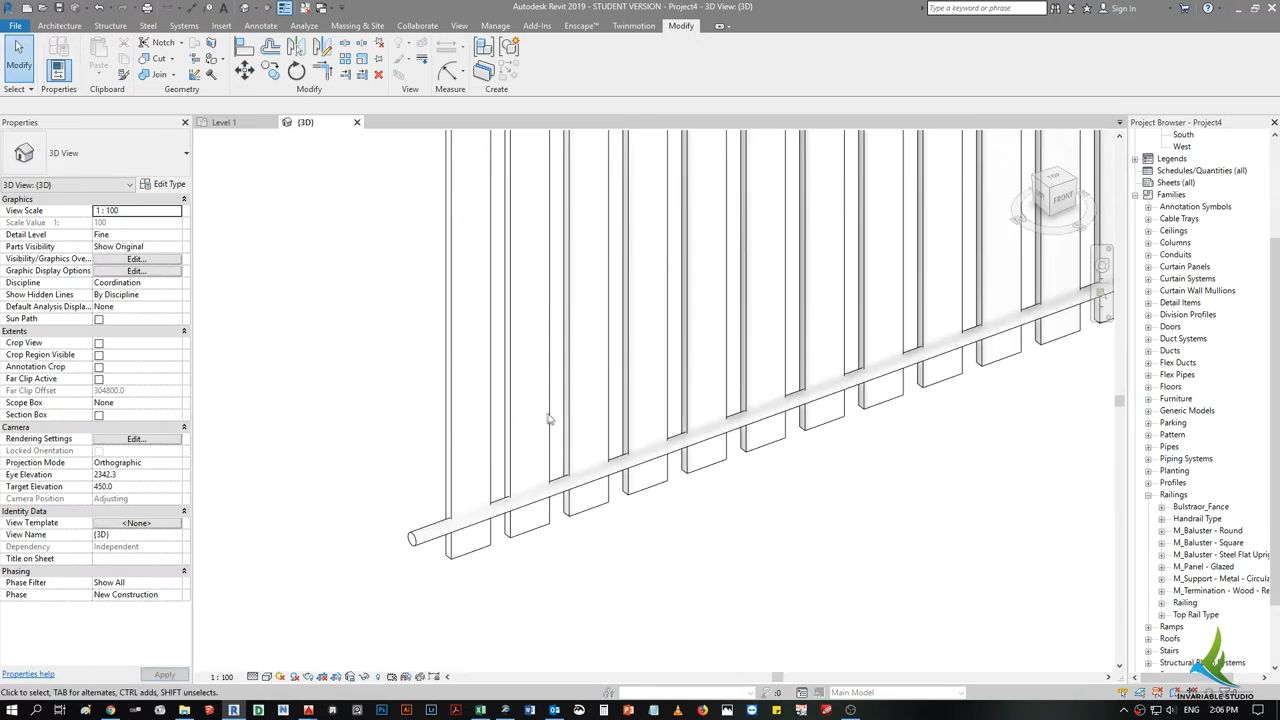 Autodesk Revit 2019 - STUDENT VERSION - 3D View: {3D}
Type a keyword or phrase
Sign In
File
Architecture
Structure
Steel
Systems
Insert
Annotate
Analyze
Massing & Site
Collaborate
View
Manage
Add-Ins
Enscape™
Twinmotion
Modify
Modify
Paste
Notch
Cut
Join
Select
Properties
Clipboard
Geometry
Modify
View
Measure
Create
Properties
Level 1
{3D}
Project Browser - Project4
3D View
3D View: {3D}
Edit Type
Graphics
View Scale
1 : 100
Scale Value 1:
100
Detail Level
Fine
Parts Visibility
Show Original
Visibility/Graphics Ove...
Edit...
Graphic Display Options
Edit...
Discipline
Coordination
Show Hidden Lines
By Discipline
Default Analysis Displa...
None
Sun Path
Extents
Crop View
Crop Region Visible
Annotation Crop
Far Clip Active
Far Clip Offset
304800.0
Scope Box
None
Section Box
Camera
Rendering Settings
Edit...
Locked Orientation
Projection Mode
Orthographic
Eye Elevation
2342.3
Target Elevation
450.0
Camera Position
Adjusting
Identity Data
View Template
<None>
View Name
{3D}
Dependency
Independent
Title on Sheet
Phasing
Phase Filter
Show All
Phase
New Construction
Properties help
Apply
TOP
FRONT
South
West
Legends
Schedules/Quantities (all)
Sheets (all)
Families
Annotation Symbols
Cable Trays
Ceilings
Columns
Conduits
Curtain Panels
Curtain Systems
Curtain Wall Mullions
Detail Items
Division Profiles
Doors
Duct Systems
Ducts
Flex Ducts
Flex Pipes
Floors
Furniture
Generic Models
Parking
Pattern
Pipes
Piping Systems
Planting
Profiles
Railings
Bulstraor_Fance
Handrail Type
M_Baluster - Round
M_Baluster - Square
M_Baluster - Steel Flat Uprig
M_Panel - Glazed
M_Support - Metal - Circula
M_Termination - Wood - Re
Railing
Top Rail Type
Ramps
Roofs
Stairs
INVARIABLE STUDIO
1 : 100
Click to select, TAB for alternates, CTRL adds, SHIFT unselects.
:0
Main Model
ENG
2:06 PM